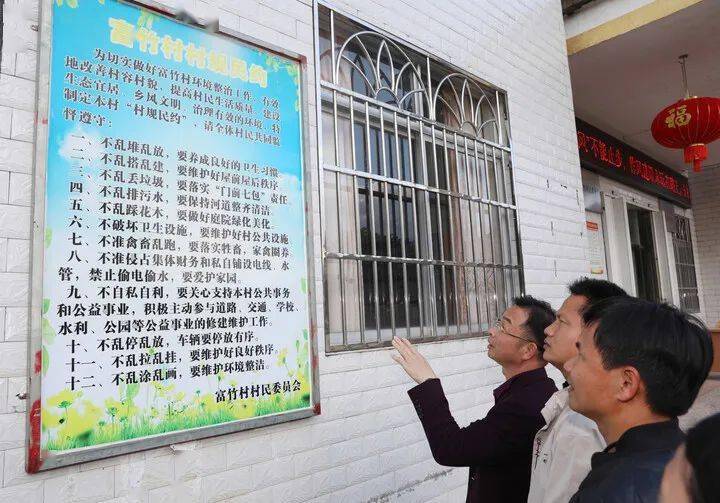 富竹村村规民约
为切实做好富竹村环境整治工作，有效
地改善村容村貌，提高村民生活质量，建设
生态宜居、乡风文明、治理有效的环境，特
制定本村“村规民约”，请全体村民共同监
督遵守：
一、不乱堆乱放，要养成良好的卫生习惯。
二、不乱搭乱建，要维护好屋前屋后秩序。
三、不乱丢垃圾，要落实“门前七包”责任。
四、不乱排污水，要保持河道整齐清洁。
五、不乱踩花木，要做好庭院绿化美化。
六、不破坏卫生设施，要维护好村公共设施。
七、不准禽畜乱跑，要落实牲畜，家禽圈养。
八、不准侵占集体财务和私自铺设电线、水
管，禁止偷电偷水，要爱护家园。
九、不自私自利，要关心支持本村公共事务
和公益事业，积极主动参与道路、交通、学校、
水利、公园等公益事业的修建维护工作。
十、不乱停乱放，车辆要停放有序。
十一、不乱拉乱挂，要维护好良好秩序。
十二、不乱涂乱画，要维护环境整洁。
富竹村村民委员会
福